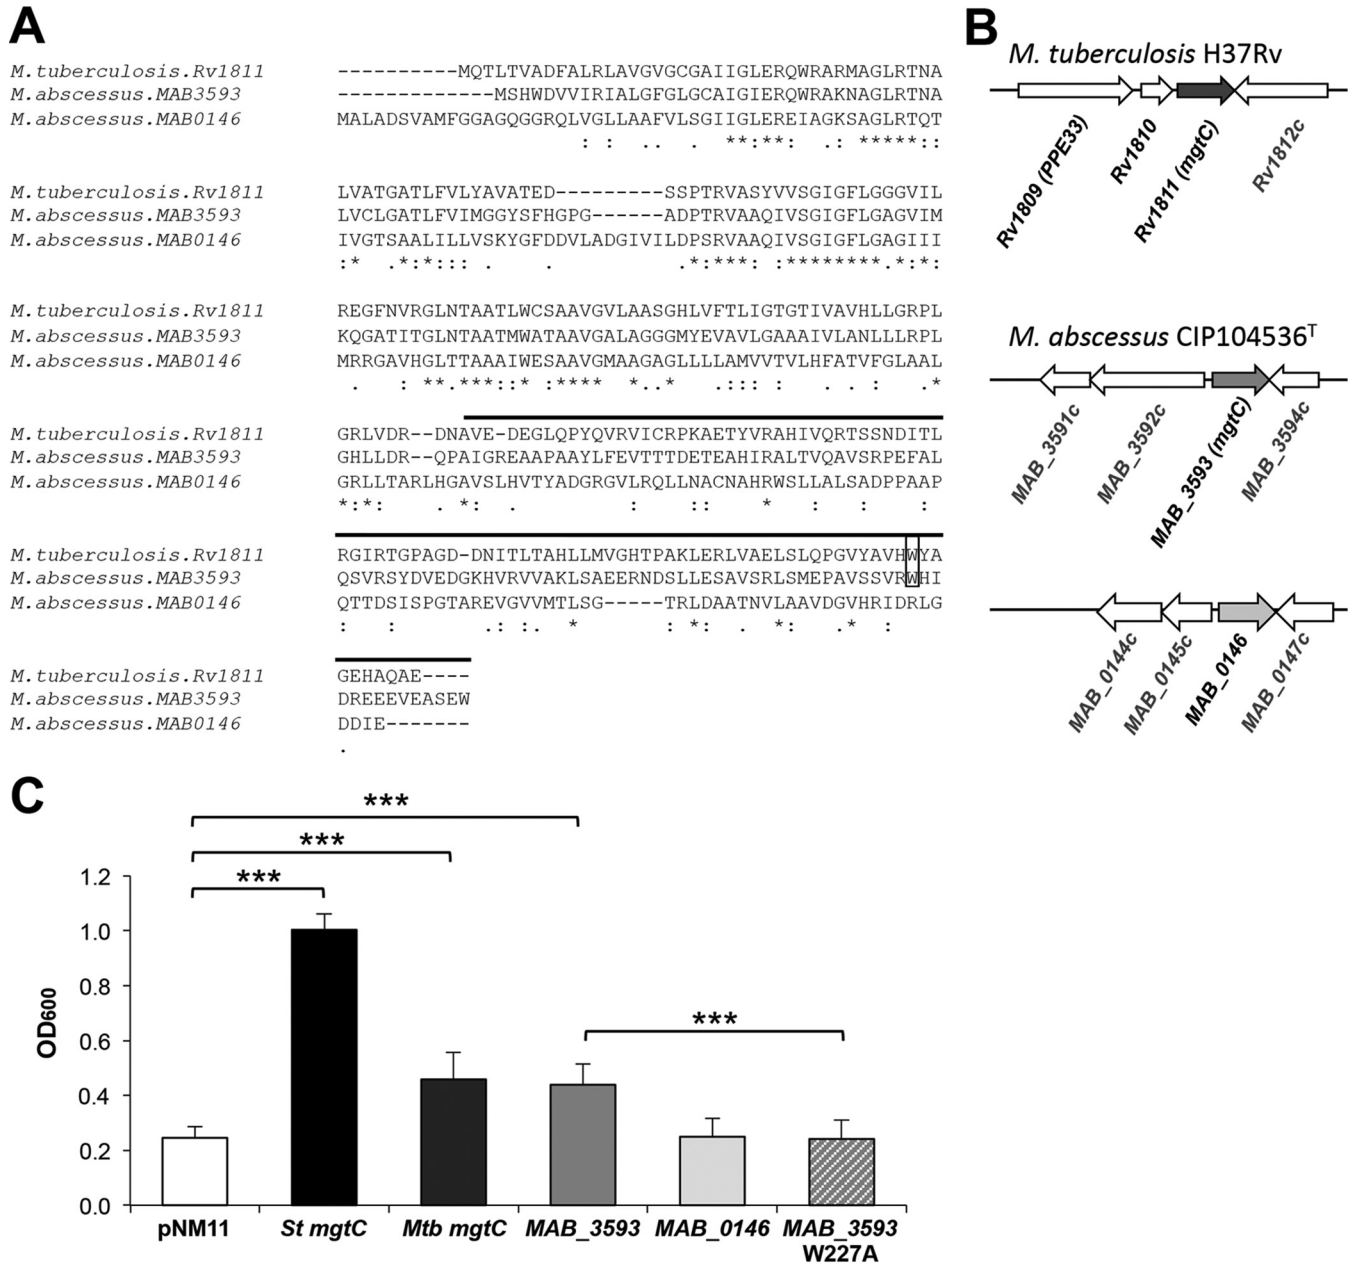 A
M.tuberculosis.Rv1811 ----------MQTLTVADFALRLAVGVGCGAIIGLERQWRARMAGLRTNA
M.abscessus.MAB3593 -------------MSHWDVVIRIALGFGLGCAIGIERQWRAKNAGLRTNA
M.abscessus.MAB0146 MALADSVAMFGGAGQGGRQLVGLLAAFVLSGIIGLEREIAGKSAGLRTQT
: : .. . **:**: .: *****::
M.tuberculosis.Rv1811 LVATGATLFVLYAVATED---------SSPTRVASYVVSGIGFLGGGVIL
M.abscessus.MAB3593 LVCLGATLFVIMGGYSFHGPG------ADPTRVAAQIVSGIGFLGAGVIM
M.abscessus.MAB0146 IVGTSAALILLVSKYGFDDVLADGIVILDPSRVAAQIVSGIGFLGAGIII
:* .*:*::: . . .*:***: :********.*:*:
M.tuberculosis.Rv1811 REGFNVRGLNTAATLWCSAAVGVLAASGHLVFTLIGTGTIVAVHLLGRPL
M.abscessus.MAB3593 KQGATITGLNTAATMWATAAVGALAGGGMYEVAVLGAAAIVLANLLLRPL
M.abscessus.MAB0146 MRRGAVHGLTTAAAIWESAAVGMAAGAGLLLLAMVVTVLHFATVFGLAAL
. : **.***::* :**** *..* .:::: . . : .*
M.tuberculosis.Rv1811 GRLVDR--DNAVE-DEGLQPYQVRVICRPKAETYVRAHIVQRTSSNDITL
M.abscessus.MAB3593 GHLLDR--QPAIGREAAPAAYLFEVTTTDETEAHIRALTVQAVSRPEFAL
M.abscessus.MAB0146 GRLLTARLHGAVSLHVTYADGRGVLRQLLNACNAHRWSLLALSADPPAAP
*:*: . *: . : :: * : : :
M.tuberculosis.Rv1811 RGIRTGPAGD-DNITLTAHLLMVGHTPAKLERLVAELSLQPGVYAVHWYA
M.abscessus.MAB3593 QSVRSYDVEDGKHVRVVAKLSAEERNDSLLESAVSRLSMEPAVSSVRWHI
M.abscessus.MAB0146 QTTDSISPGTAREVGVVMTLSG-----TRLDAATNVLAAVDGVHRIDRLG
: : .: :. * : *: . *: .* :
M.tuberculosis.Rv1811 GEHAQAE----
M.abscessus.MAB3593 DREEEVEASEW
M.abscessus.MAB0146 DDIE-------
.
B
M. tuberculosis H37Rv
Rv1809 (PPE33) Rv1810 Rv1811 (mgtC) Rv1812c
M. abscessus CIP104536T
MAB_3591c MAB_3592c MAB_3593 (mgtC) MAB_3594c
MAB_0144c MAB_0145c MAB_0146 MAB_0147c
C
***
***
***
***
OD600
1.2
1.0
0.8
0.6
0.4
0.2
0.0
pNM11 St mgtC Mtb mgtC MAB_3593 MAB_0146 MAB_3593
W227A